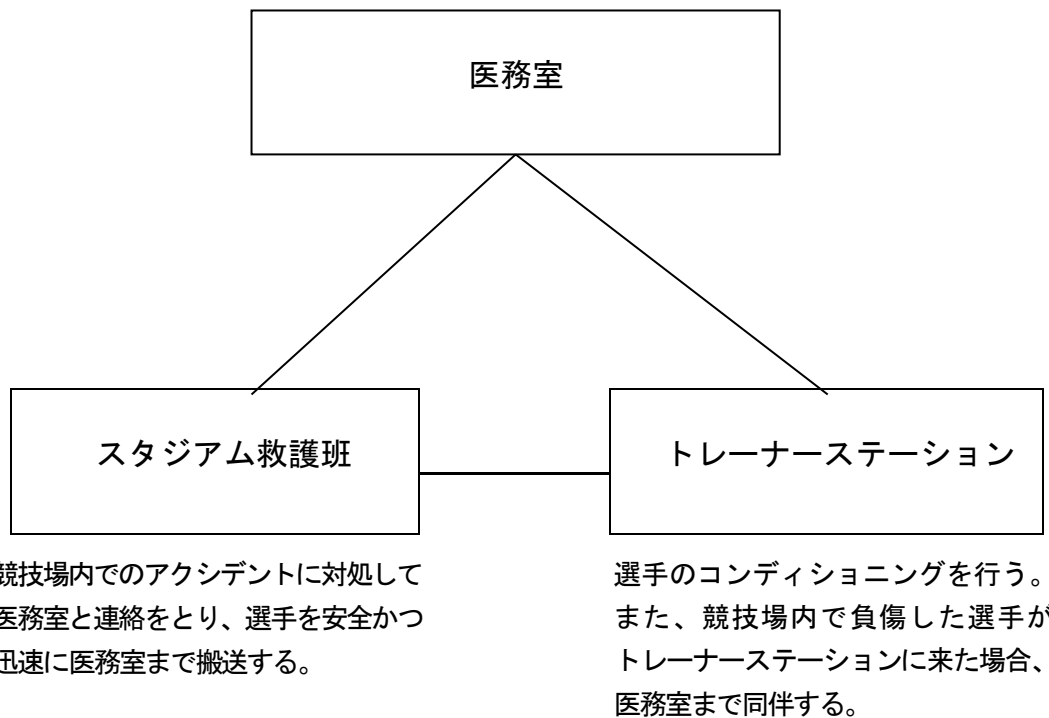 医務室
スタジアム救護班
トレーナーステーション
競技場内でのアクシデントに対処して
医務室と連絡をとり、選手を安全かつ
迅速に医務室まで搬送する。
選手のコンディショニングを行う。
また、競技場内で負傷した選手が
トレーナーステーションに来た場合、
医務室まで同伴する。